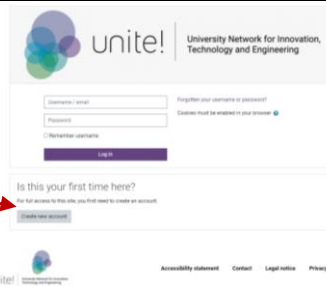 unite!
University Network for Innovation,
Technology and Engineering
Username / email
Password
Remember username
Log in
Forgotten your username or password?
Cookies must be enabled in your browser
Is this your first time here?
For full access to this site, you first need to create an account.
Create new account
Accessibility statement Contact Legal notice Privacy